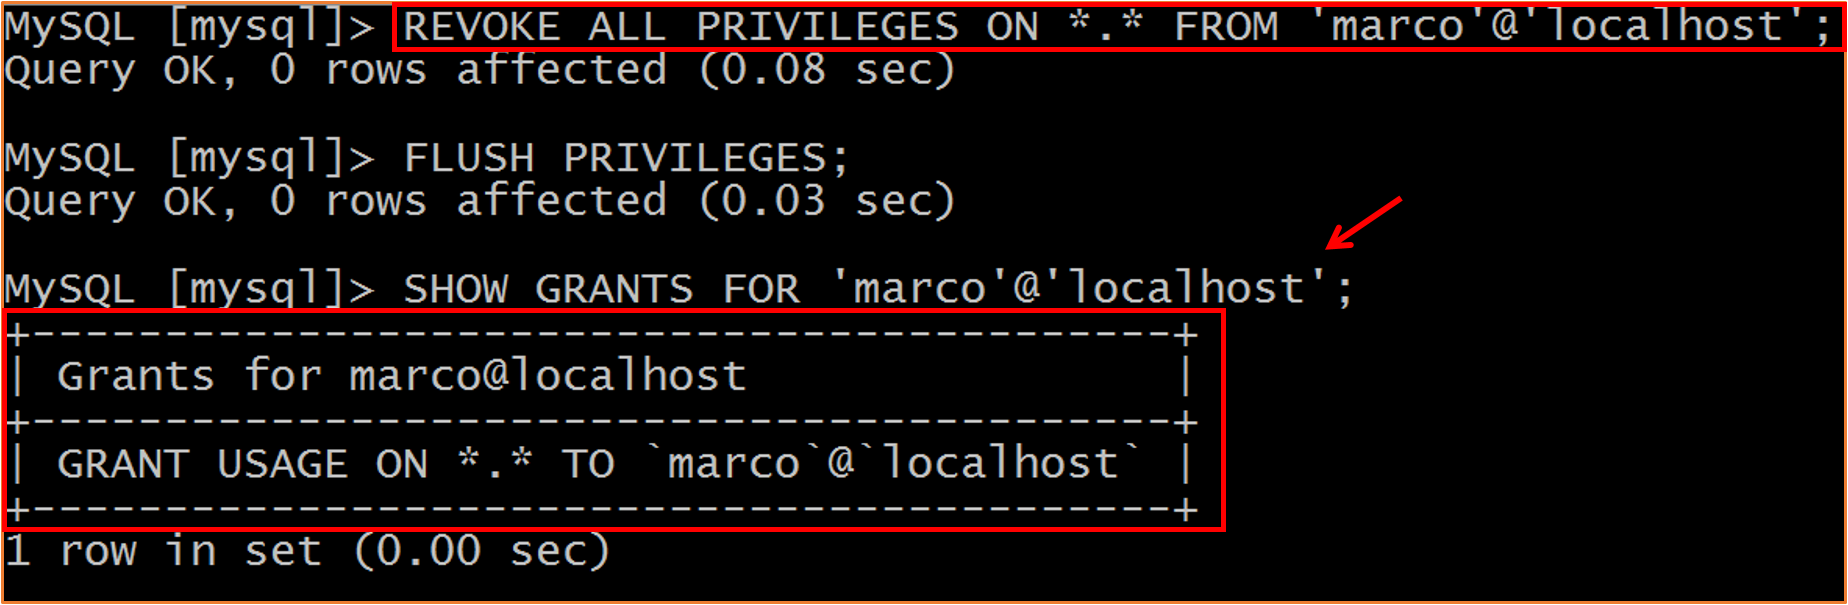 MySQL [mysql]> REVOKE ALL PRIVILEGES ON *.* FROM 'marco'@'localhost';
Query OK, 0 rows affected (0.08 sec)
MySQL [mysql]> FLUSH PRIVILEGES;
Query OK, 0 rows affected (0.03 sec)
MySQL [mysql]> SHOW GRANTS FOR 'marco'@'localhost';
+-------------------------------------------+
| Grants for marco@localhost                |
+-------------------------------------------+
| GRANT USAGE ON *.* TO `marco`@`localhost` |
+-------------------------------------------+
1 row in set (0.00 sec)